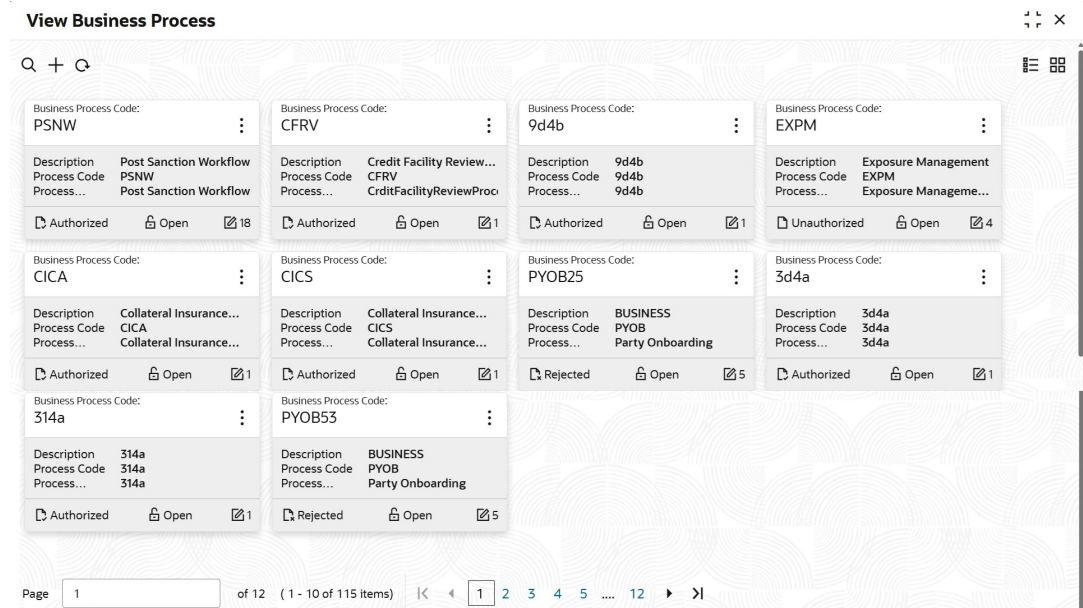 View Business Process
Business Process Code:
PSNW
Description Post Sanction Workflow
Process Code PSNW
Process... Post Sanction Workflow
Authorized Open 18
Business Process Code:
CFRV
Description Credit Facility Review...
Process Code CFRV
Process... CrditFacilityReviewProc
Authorized Open 1
Business Process Code:
9d4b
Description 9d4b
Process Code 9d4b
Process... 9d4b
Authorized Open 1
Business Process Code:
EXPM
Description Exposure Management
Process Code EXPM
Process... Exposure Manageme...
Unauthorized Open 4
Business Process Code:
CICA
Description Collateral Insurance...
Process Code CICA
Process... Collateral Insurance...
Authorized Open 1
Business Process Code:
CICS
Description Collateral Insurance...
Process Code CICS
Process... Collateral Insurance...
Authorized Open 1
Business Process Code:
PYOB25
Description BUSINESS
Process Code PYOB
Process... Party Onboarding
Rejected Open 5
Business Process Code:
3d4a
Description 3d4a
Process Code 3d4a
Process... 3d4a
Authorized Open 1
Business Process Code:
314a
Description 314a
Process Code 314a
Process... 314a
Authorized Open 1
Business Process Code:
PYOB53
Description BUSINESS
Process Code PYOB
Process... Party Onboarding
Rejected Open 5
Page 1 of 12 (1 - 10 of 115 items) 1 2 3 4 5 .... 12